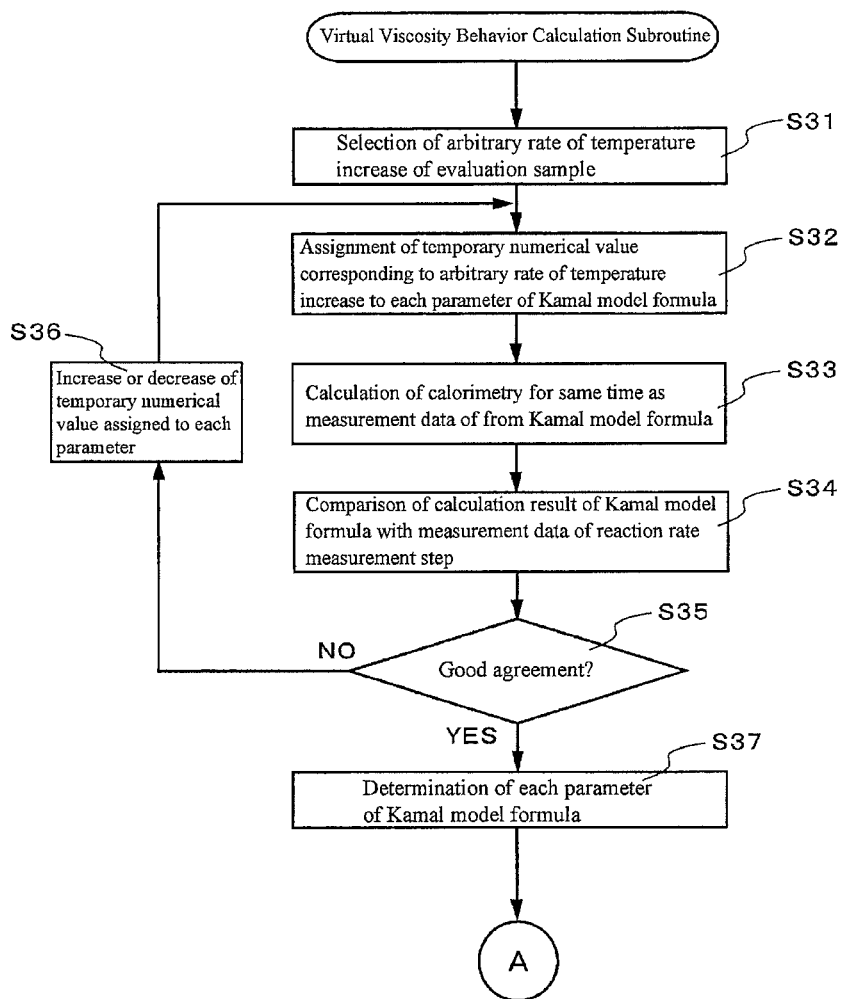 Virtual Viscosity Behavior Calculation Subroutine
S31
Selection of arbitrary rate of temperature
increase of evaluation sample
S32
Assignment of temporary numerical value
corresponding to arbitrary rate of temperature
increase to each parameter of Kamal model formula
S36
Increase or decrease of
temporary numerical
value assigned to each
parameter
S33
Calculation of calorimetry for same time as
measurement data of from Kamal model formula
S34
Comparison of calculation result of Kamal model
formula with measurement data of reaction rate
measurement step
S35
NO
Good agreement?
YES
S37
Determination of each parameter
of Kamal model formula
A